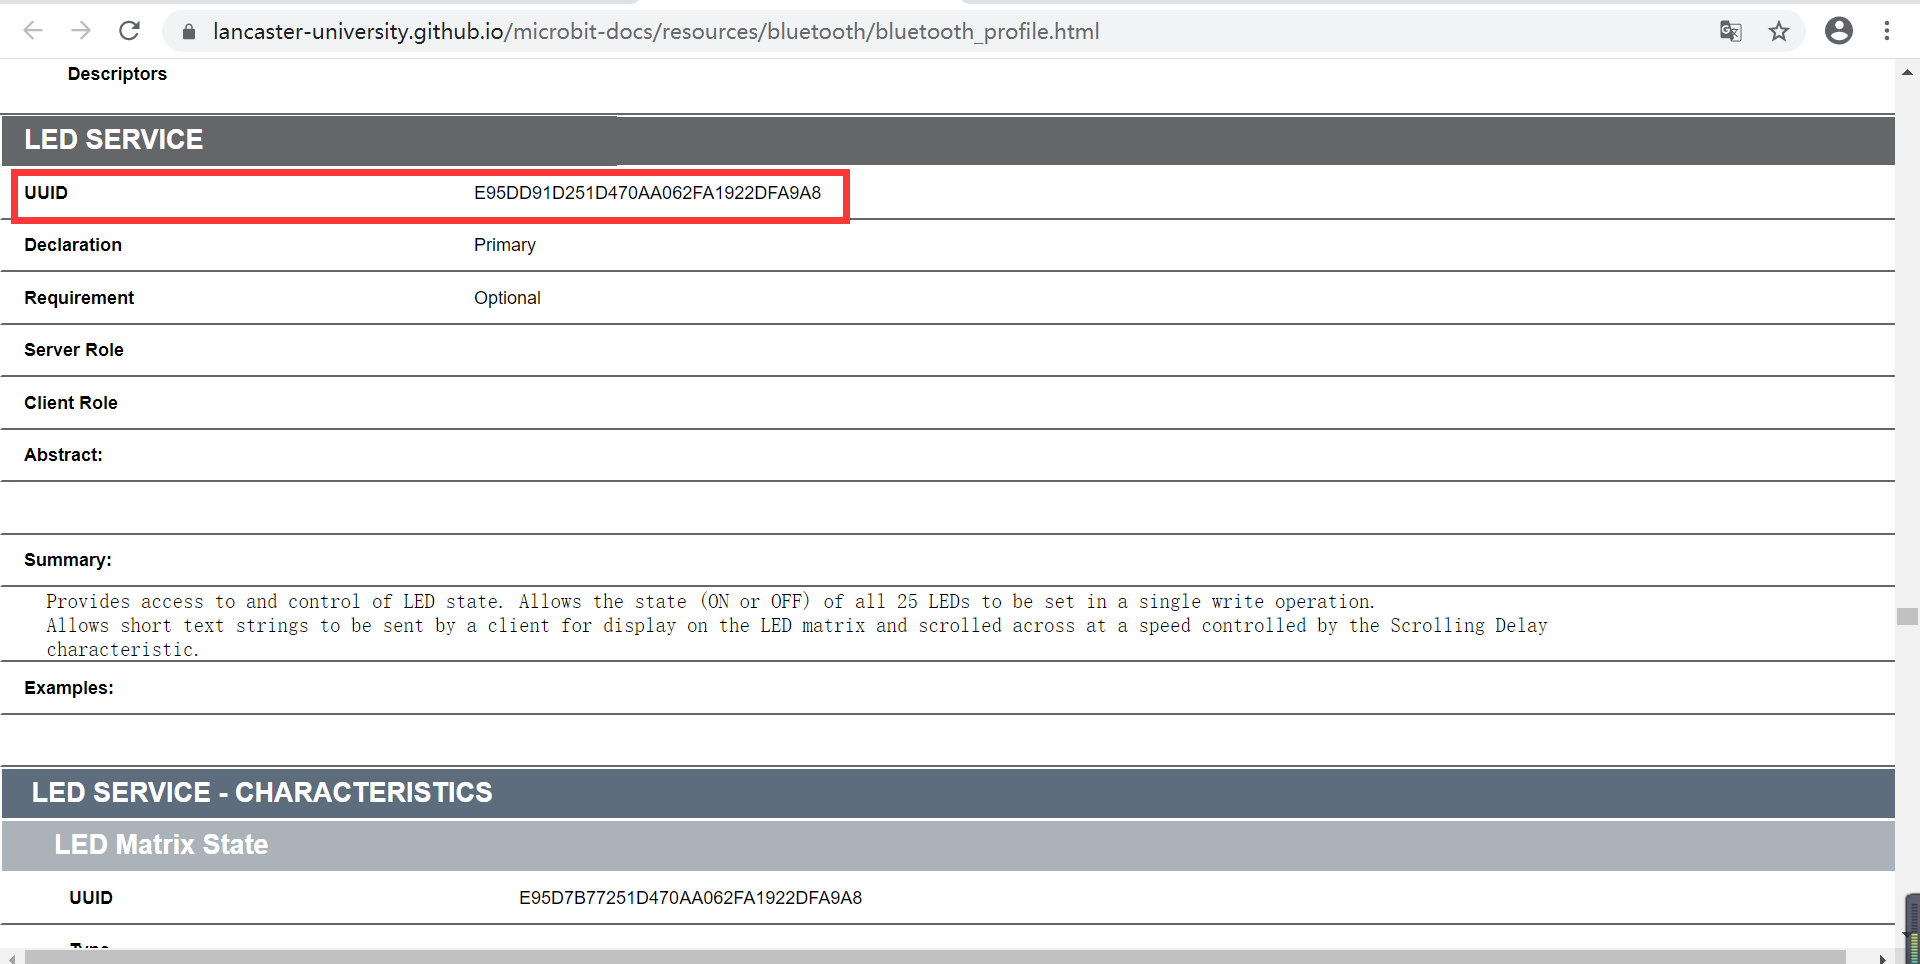 lancaster-university.github.io/microbit-docs/resources/bluetooth/bluetooth_profile.html
Descriptors
LED SERVICE
UUID E95DD91D251D470AA062FA1922DFA9A8
Declaration Primary
Requirement Optional
Server Role
Client Role
Abstract:
Summary:
Provides access to and control of LED state. Allows the state (ON or OFF) of all 25 LEDs to be set in a single write operation.
Allows short text strings to be sent by a client for display on the LED matrix and scrolled across at a speed controlled by the Scrolling Delay
characteristic.
Examples:
LED SERVICE - CHARACTERISTICS
LED Matrix State
UUID E95D7B77251D470AA062FA1922DFA9A8